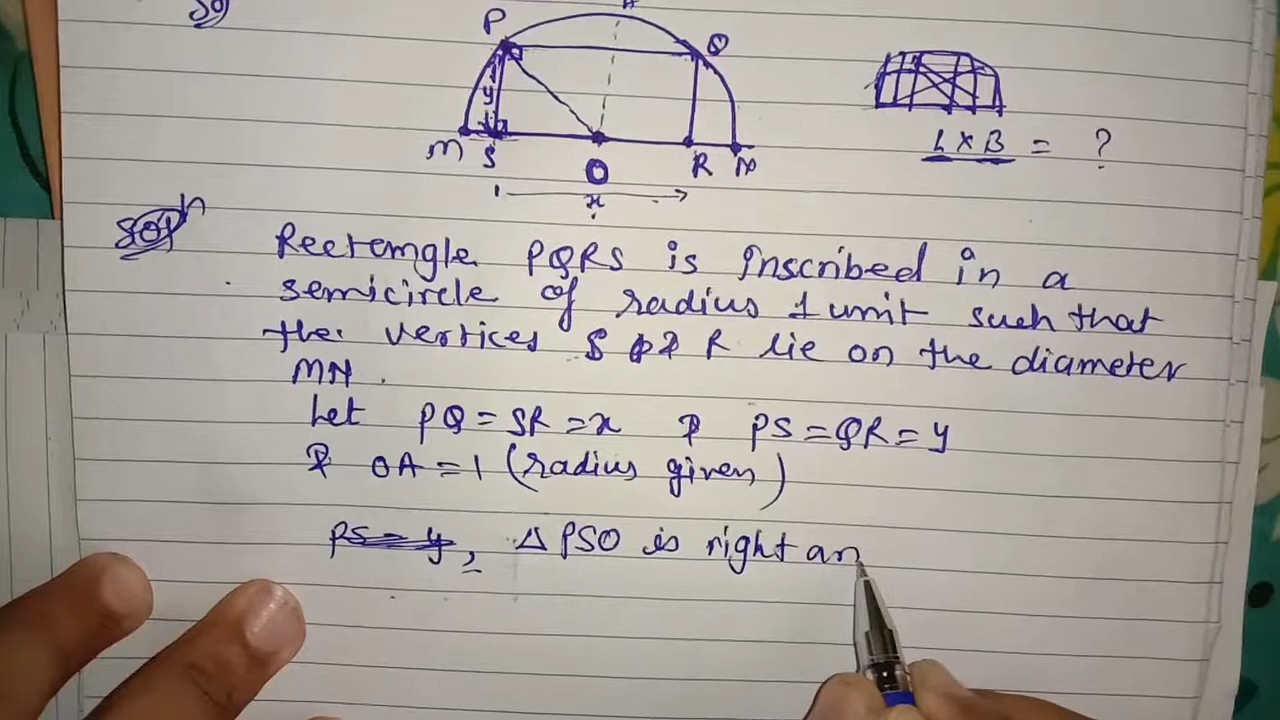 P
Q
y
M S O R N
x
L X B = ?
Soln
Rectangle PQRS is inscribed in a
semicircle of radius 1 unit such that
the vertices S & R lie on the diameter
MN.
Let PQ = SR = x & PS = QR = y
& OA = 1 (radius given)
Δ PSO is right an